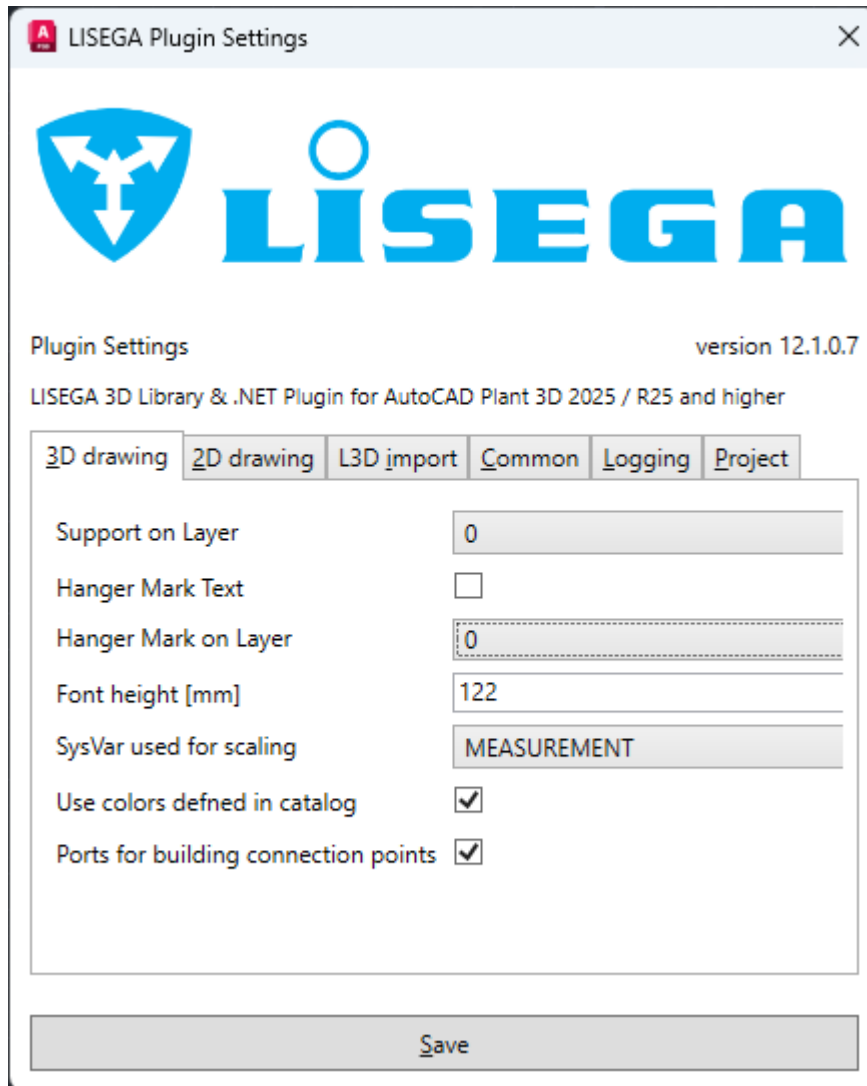 LISEGA Plugin Settings
LISEGA
Plugin Settings version 12.1.0.7
LISEGA 3D Library & .NET Plugin for AutoCAD Plant 3D 2025 / R25 and higher
3D drawing 2D drawing L3D import Common Logging Project
Support on Layer 0
Hanger Mark Text
Hanger Mark on Layer 0
Font height [mm] 122
SysVar used for scaling MEASUREMENT
Use colors defned in catalog
Ports for building connection points
Save